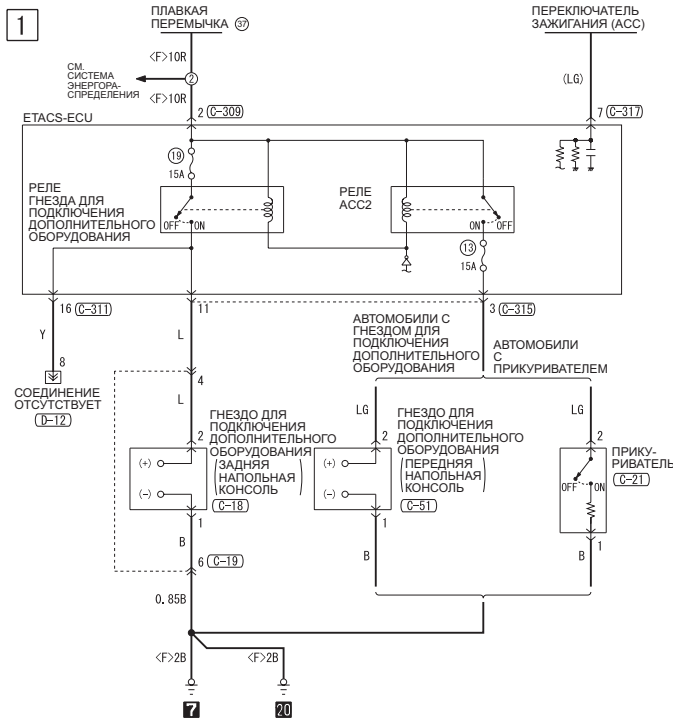 1
ПЛАВКАЯ
ПЕРЕМЫЧКА 37
ПЕРЕКЛЮЧАТЕЛЬ
ЗАЖИГАНИЯ (ACC)
<F>10R
СМ.
СИСТЕМА
ЭНЕРГОРА-
СПРЕДЕЛЕНИЯ
2
<F>10R
(LG)
2 C-309
7 C-317
ETACS-ECU
19
15A
РЕЛЕ
ГНЕЗДА ДЛЯ
ПОДКЛЮЧЕНИЯ
ДОПОЛНИТЕЛЬНОГО
ОБОРУДОВАНИЯ
OFF ON
РЕЛЕ
ACC2
ON OFF
13
15A
16 C-311
11
3 C-315
Y
8
СОЕДИНЕНИЕ
ОТСУТСТВУЕТ
D-12
L
4
L
АВТОМОБИЛИ С
ГНЕЗДОМ ДЛЯ
ПОДКЛЮЧЕНИЯ
ДОПОЛНИТЕЛЬНОГО
ОБОРУДОВАНИЯ
АВТОМОБИЛИ
С
ПРИКУРИВАТЕЛЕМ
LG
LG
2
ГНЕЗДО ДЛЯ
ПОДКЛЮЧЕНИЯ
ДОПОЛНИТЕЛЬНОГО
ОБОРУДОВАНИЯ
(ЗАДНЯЯ
НАПОЛЬНАЯ
КОНСОЛЬ)
C-18
(+)
(-)
1
2
ГНЕЗДО ДЛЯ
ПОДКЛЮЧЕНИЯ
ДОПОЛНИТЕЛЬНОГО
ОБОРУДОВАНИЯ
(ПЕРЕДНЯЯ
НАПОЛЬНАЯ
КОНСОЛЬ)
C-51
(+)
(-)
1
2
ПРИКУ-
РИВАТЕЛЬ
C-21
OFF ON
1
B
B
B
6 C-19
0.85B
<F>2B
<F>2B
7
20